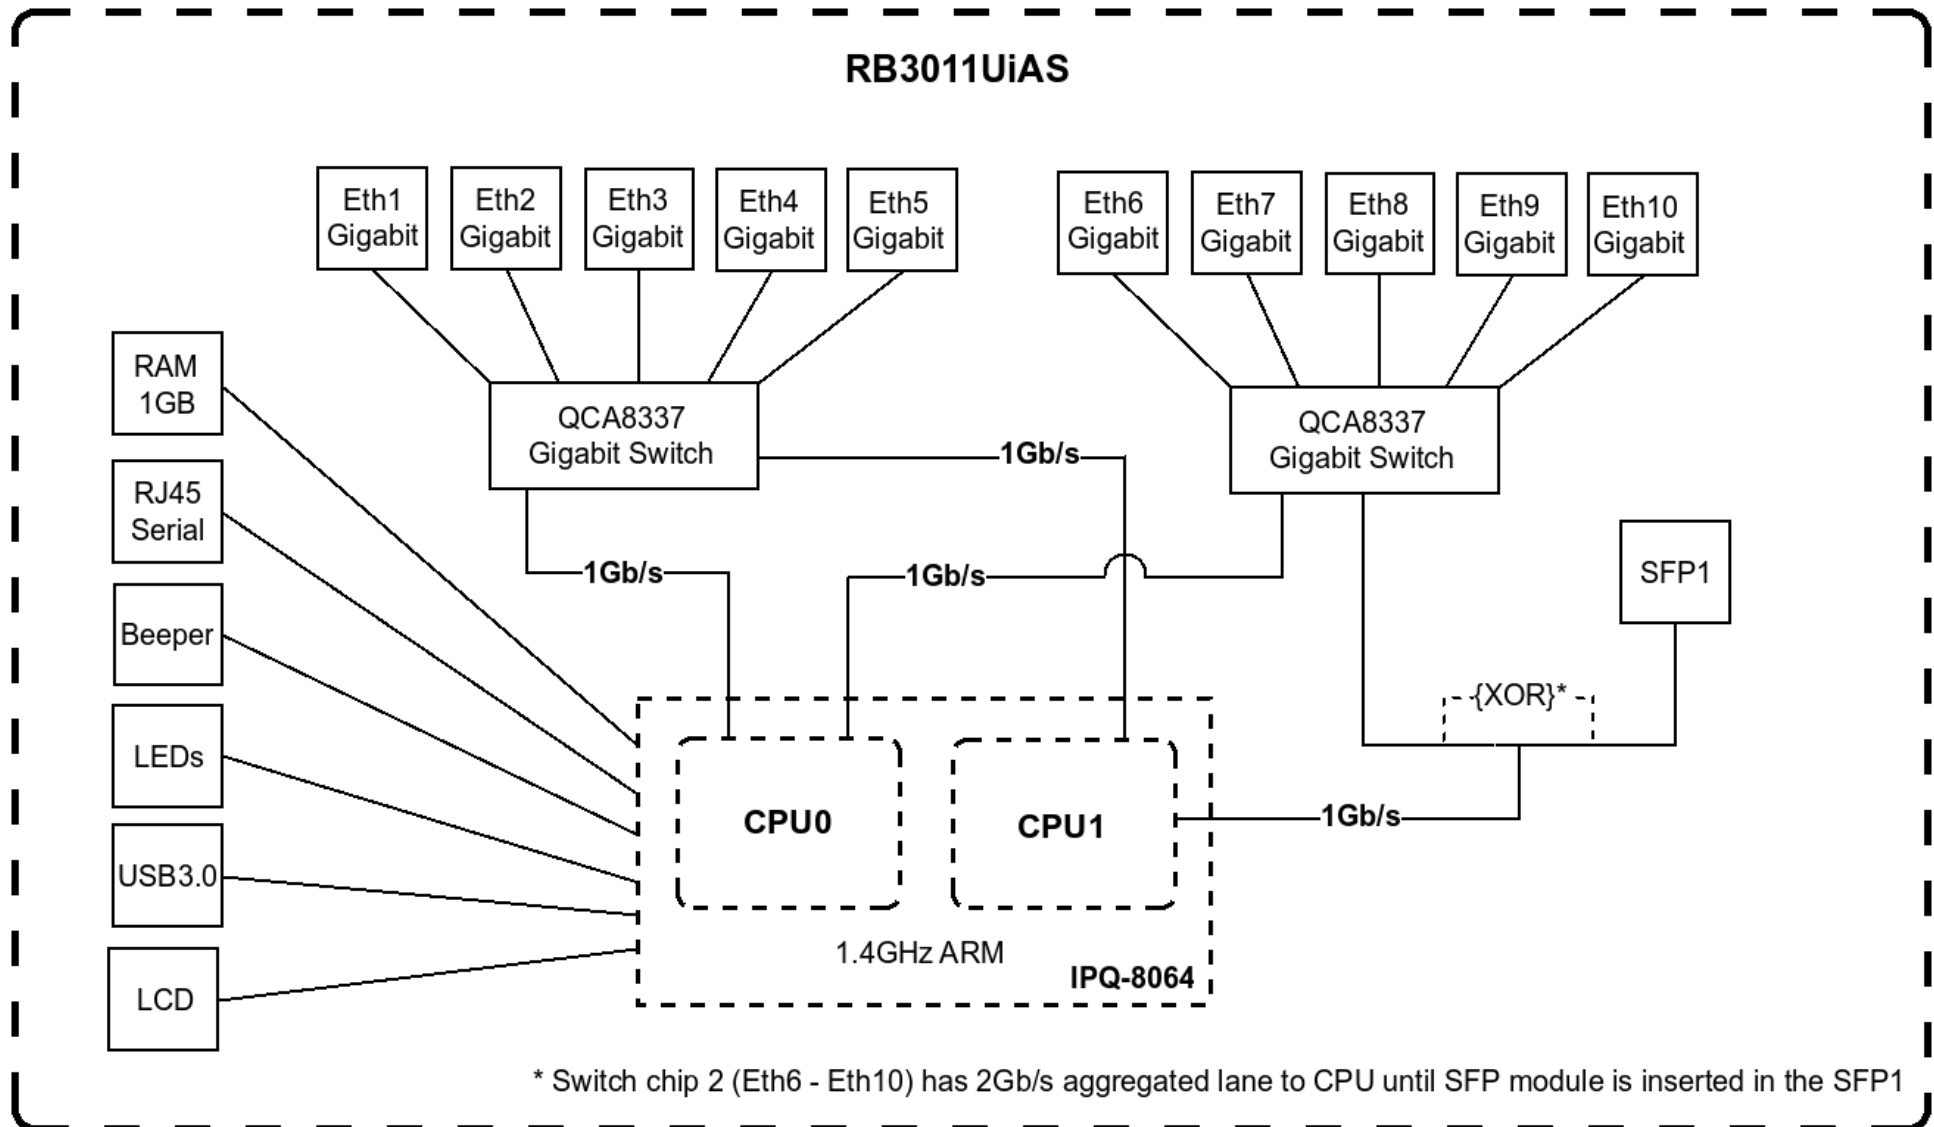 RB3011UiAS
Eth1
Gigabit
Eth2
Gigabit
Eth3
Gigabit
Eth4
Gigabit
Eth5
Gigabit
Eth6
Gigabit
Eth7
Gigabit
Eth8
Gigabit
Eth9
Gigabit
Eth10
Gigabit
RAM
1GB
RJ45
Serial
Beeper
LEDs
USB3.0
LCD
QCA8337
Gigabit Switch
QCA8337
Gigabit Switch
1Gb/s
1Gb/s
1Gb/s
SFP1
{XOR}*
1Gb/s
CPU0
CPU1
1.4GHz ARM
IPQ-8064
* Switch chip 2 (Eth6 - Eth10) has 2Gb/s aggregated lane to CPU until SFP module is inserted in the SFP1